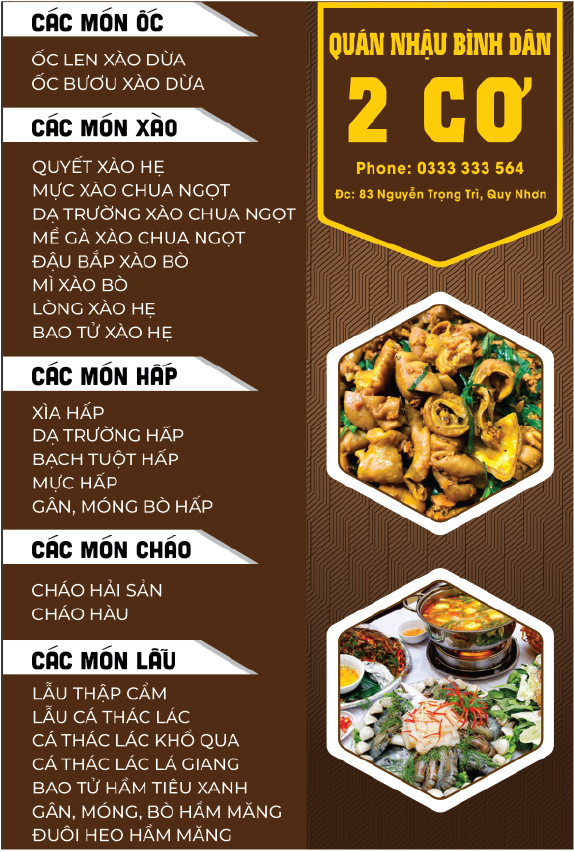 CÁC MÓN ỐC
ỐC LEN XÀO DỪA
ỐC BƯƠU XÀO DỪA
CÁC MÓN XÀO
QUYẾT XÀO HẸ
MỰC XÀO CHUA NGỌT
DẠ TRƯỜNG XÀO CHUA NGỌT
MỀ GÀ XÀO CHUA NGỌT
ĐẬU BẮP XÀO BÒ
MÌ XÀO BÒ
LÒNG XÀO HẸ
BAO TỬ XÀO HẸ
CÁC MÓN HẤP
XÌA HẤP
DẠ TRƯỜNG HẤP
BẠCH TUỘT HẤP
MỰC HẤP
GÂN, MÓNG BÒ HẤP
CÁC MÓN CHÁO
CHÁO HẢI SẢN
CHÁO HÀU
CÁC MÓN LẨU
LẨU THẬP CẨM
LẨU CÁ THÁC LÁC
CÁ THÁC LÁC KHỔ QUA
CÁ THÁC LÁC LÁ GIANG
BAO TỬ HẦM TIÊU XANH
GÂN, MÓNG, BÒ HẦM MĂNG
ĐUÔI HEO HẦM MĂNG
QUÁN NHẬU BÌNH DÂN
2 CƠ
Phone: 0333 333 564
Đc: 83 Nguyễn Trọng Trì, Quy Nhơn